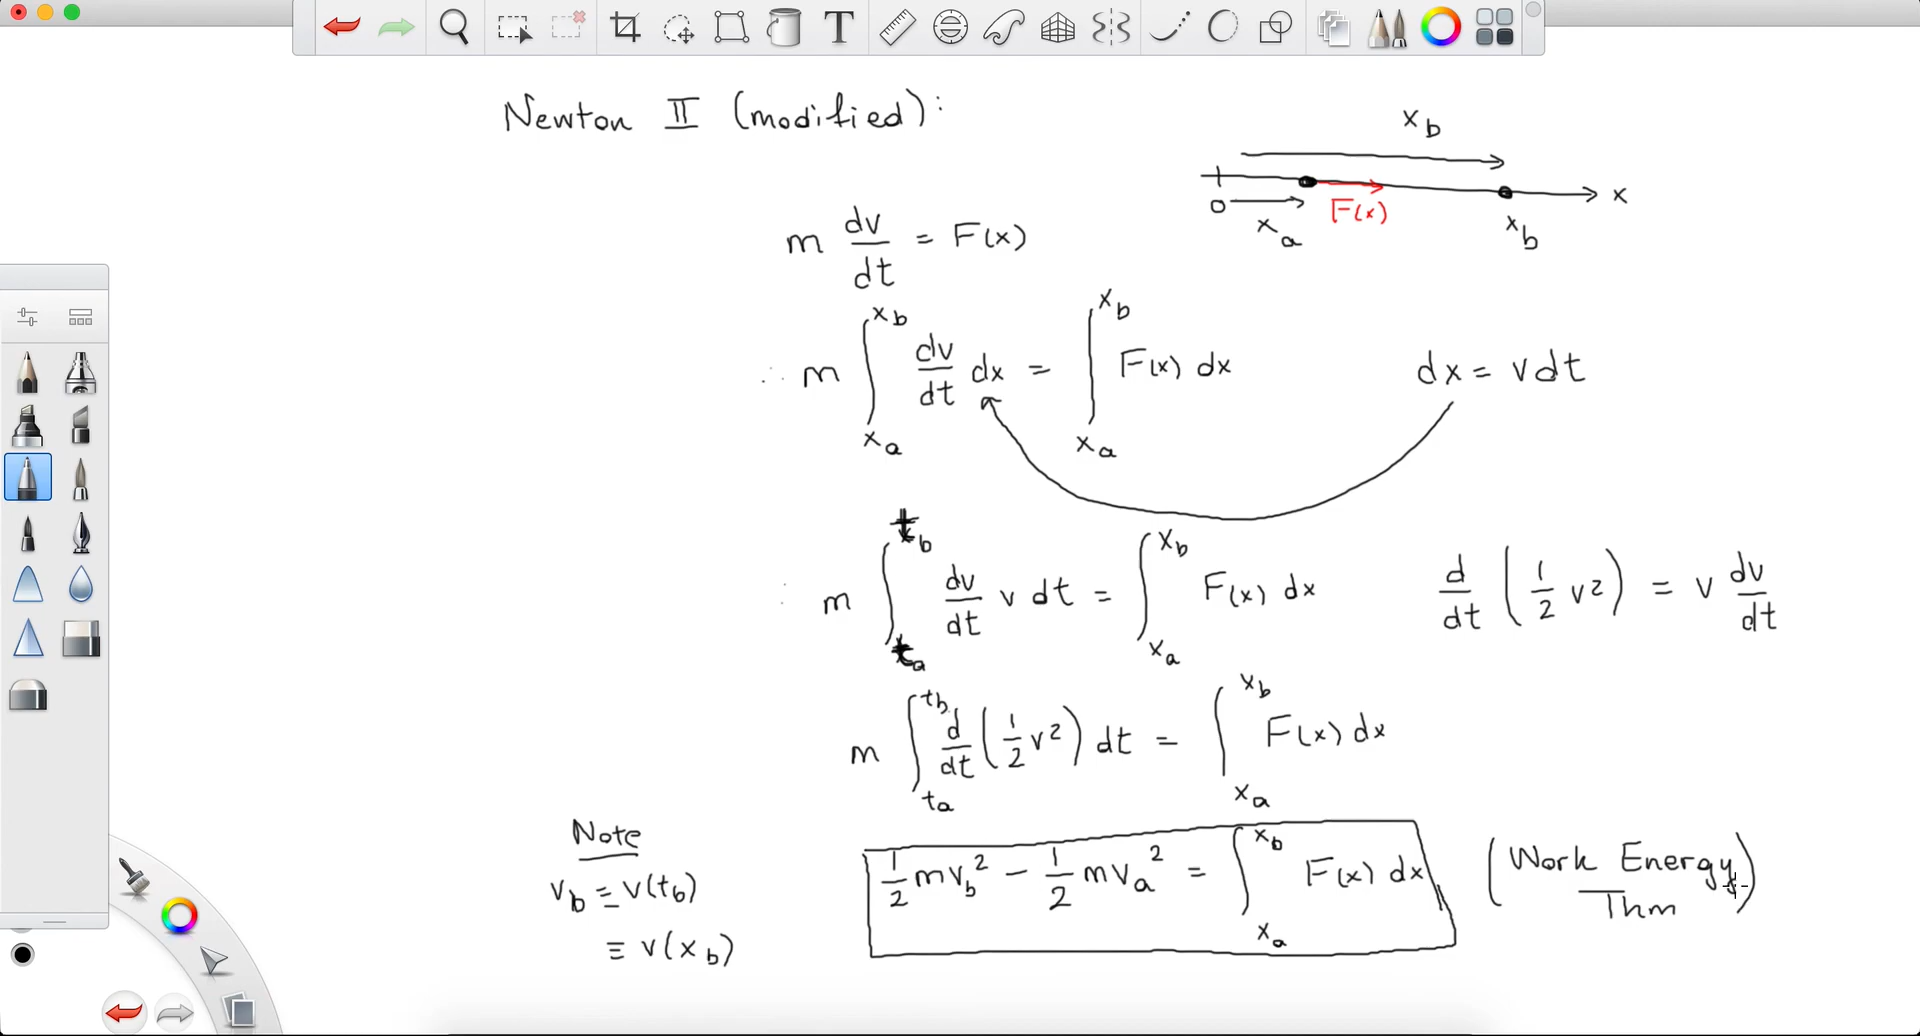 Newton II (modified):
x_b
0 x_a F(x) x_b x
m dv/dt = F(x)
∴ m ∫_{x_a}^{x_b} dv/dt dx = ∫_{x_a}^{x_b} F(x) dx    dx = v dt
m ∫_{t_a}^{t_b} dv/dt v dt = ∫_{x_a}^{x_b} F(x) dx    d/dt (1/2 v²) = v dv/dt
m ∫_{t_a}^{t_b} d/dt (1/2 v²) dt = ∫_{x_a}^{x_b} F(x) dx
Note
v_b ≡ v(t_b)
≡ v(x_b)
1/2 mv_b² − 1/2 mv_a² = ∫_{x_a}^{x_b} F(x) dx
(Work Energy
Thm)